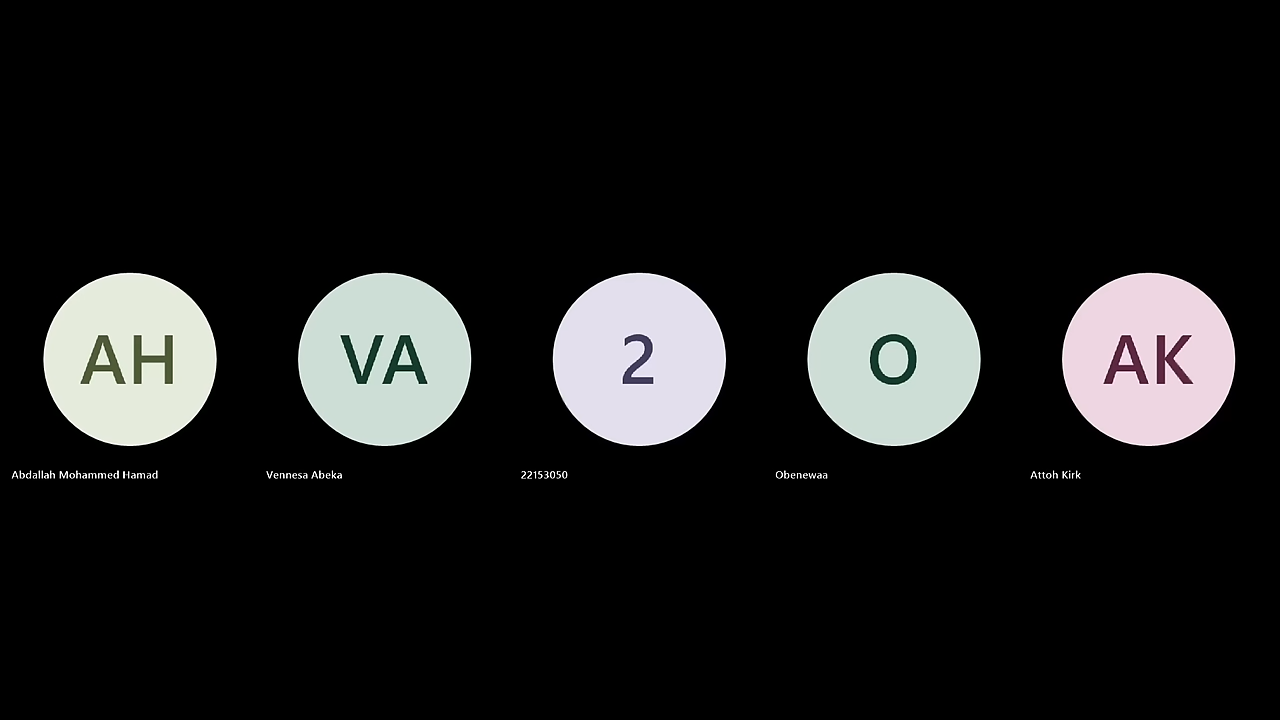 AH
VA
2
O
AK
Abdallah Mohammed Hamad
Vennesa Abeka
22153050
Obenewaa
Attoh Kirk